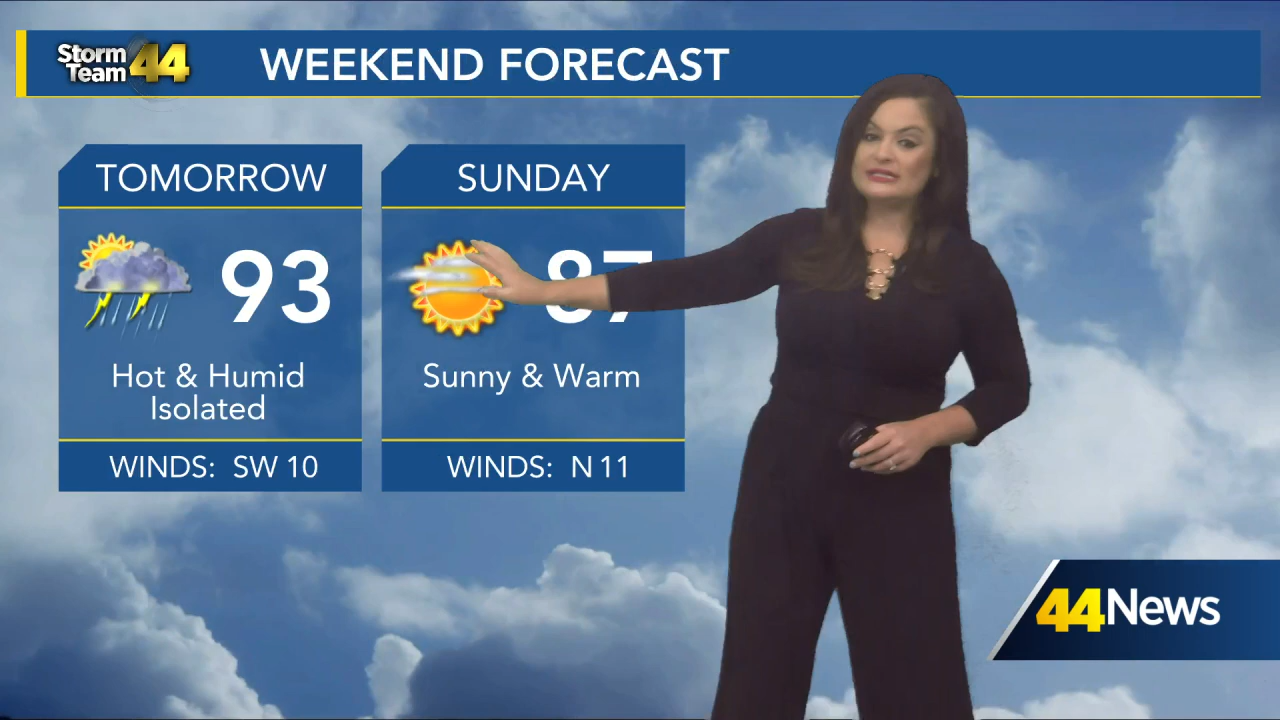 Storm
Team 44
WEEKEND FORECAST
TOMORROW
93
Hot & Humid
Isolated
WINDS: SW 10
SUNDAY
87
Sunny & Warm
WINDS: N 11
44News